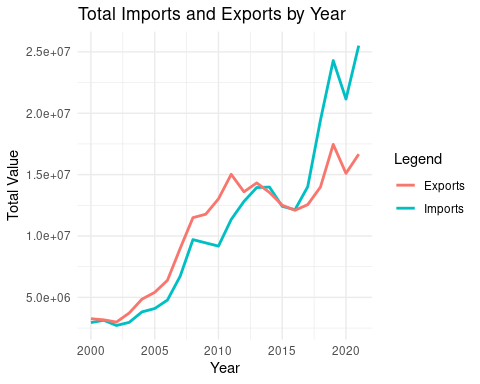 Total Imports and Exports by Year
2.5e+07
2.0e+07
1.5e+07
1.0e+07
5.0e+06
Total Value
2000 2005 2010 2015 2020
Year
Legend
Exports
Imports